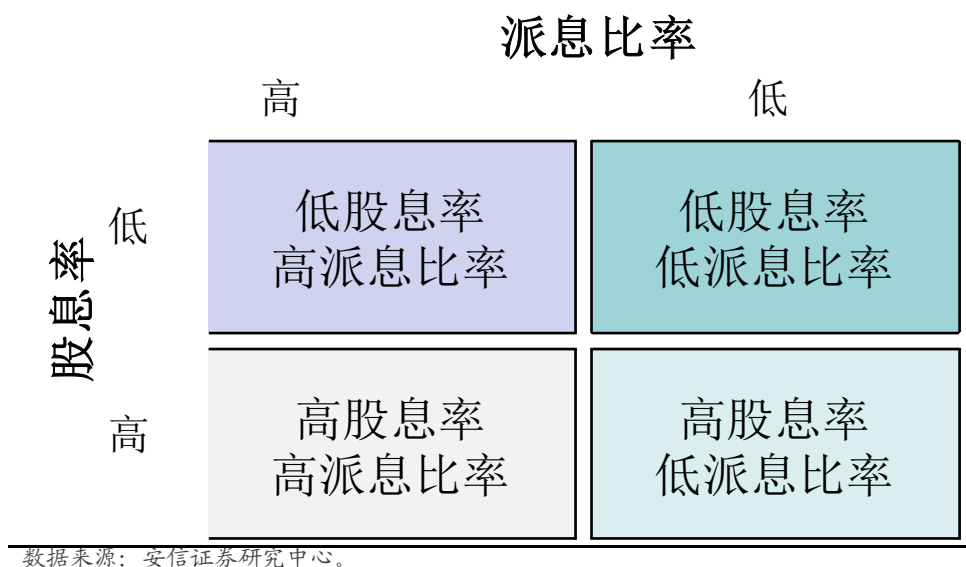 派息比率
高
低
低
低股息率
高派息比率
低股息率
低派息比率
股息率
高
高股息率
高派息比率
高股息率
低派息比率
数据来源：安信证券研究中心。